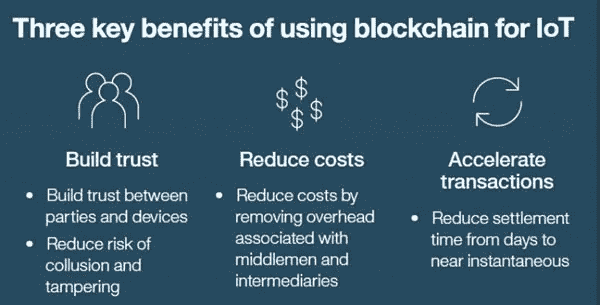 Three key benefits of using blockchain for IoT
$ $ $ $
Build trust
• Build trust between
parties and devices
• Reduce risk of
collusion and
tampering
Reduce costs
• Reduce costs by
removing overhead
associated with
middlemen and
intermediaries
Accelerate
transactions
• Reduce settlement
time from days to
near instantaneous